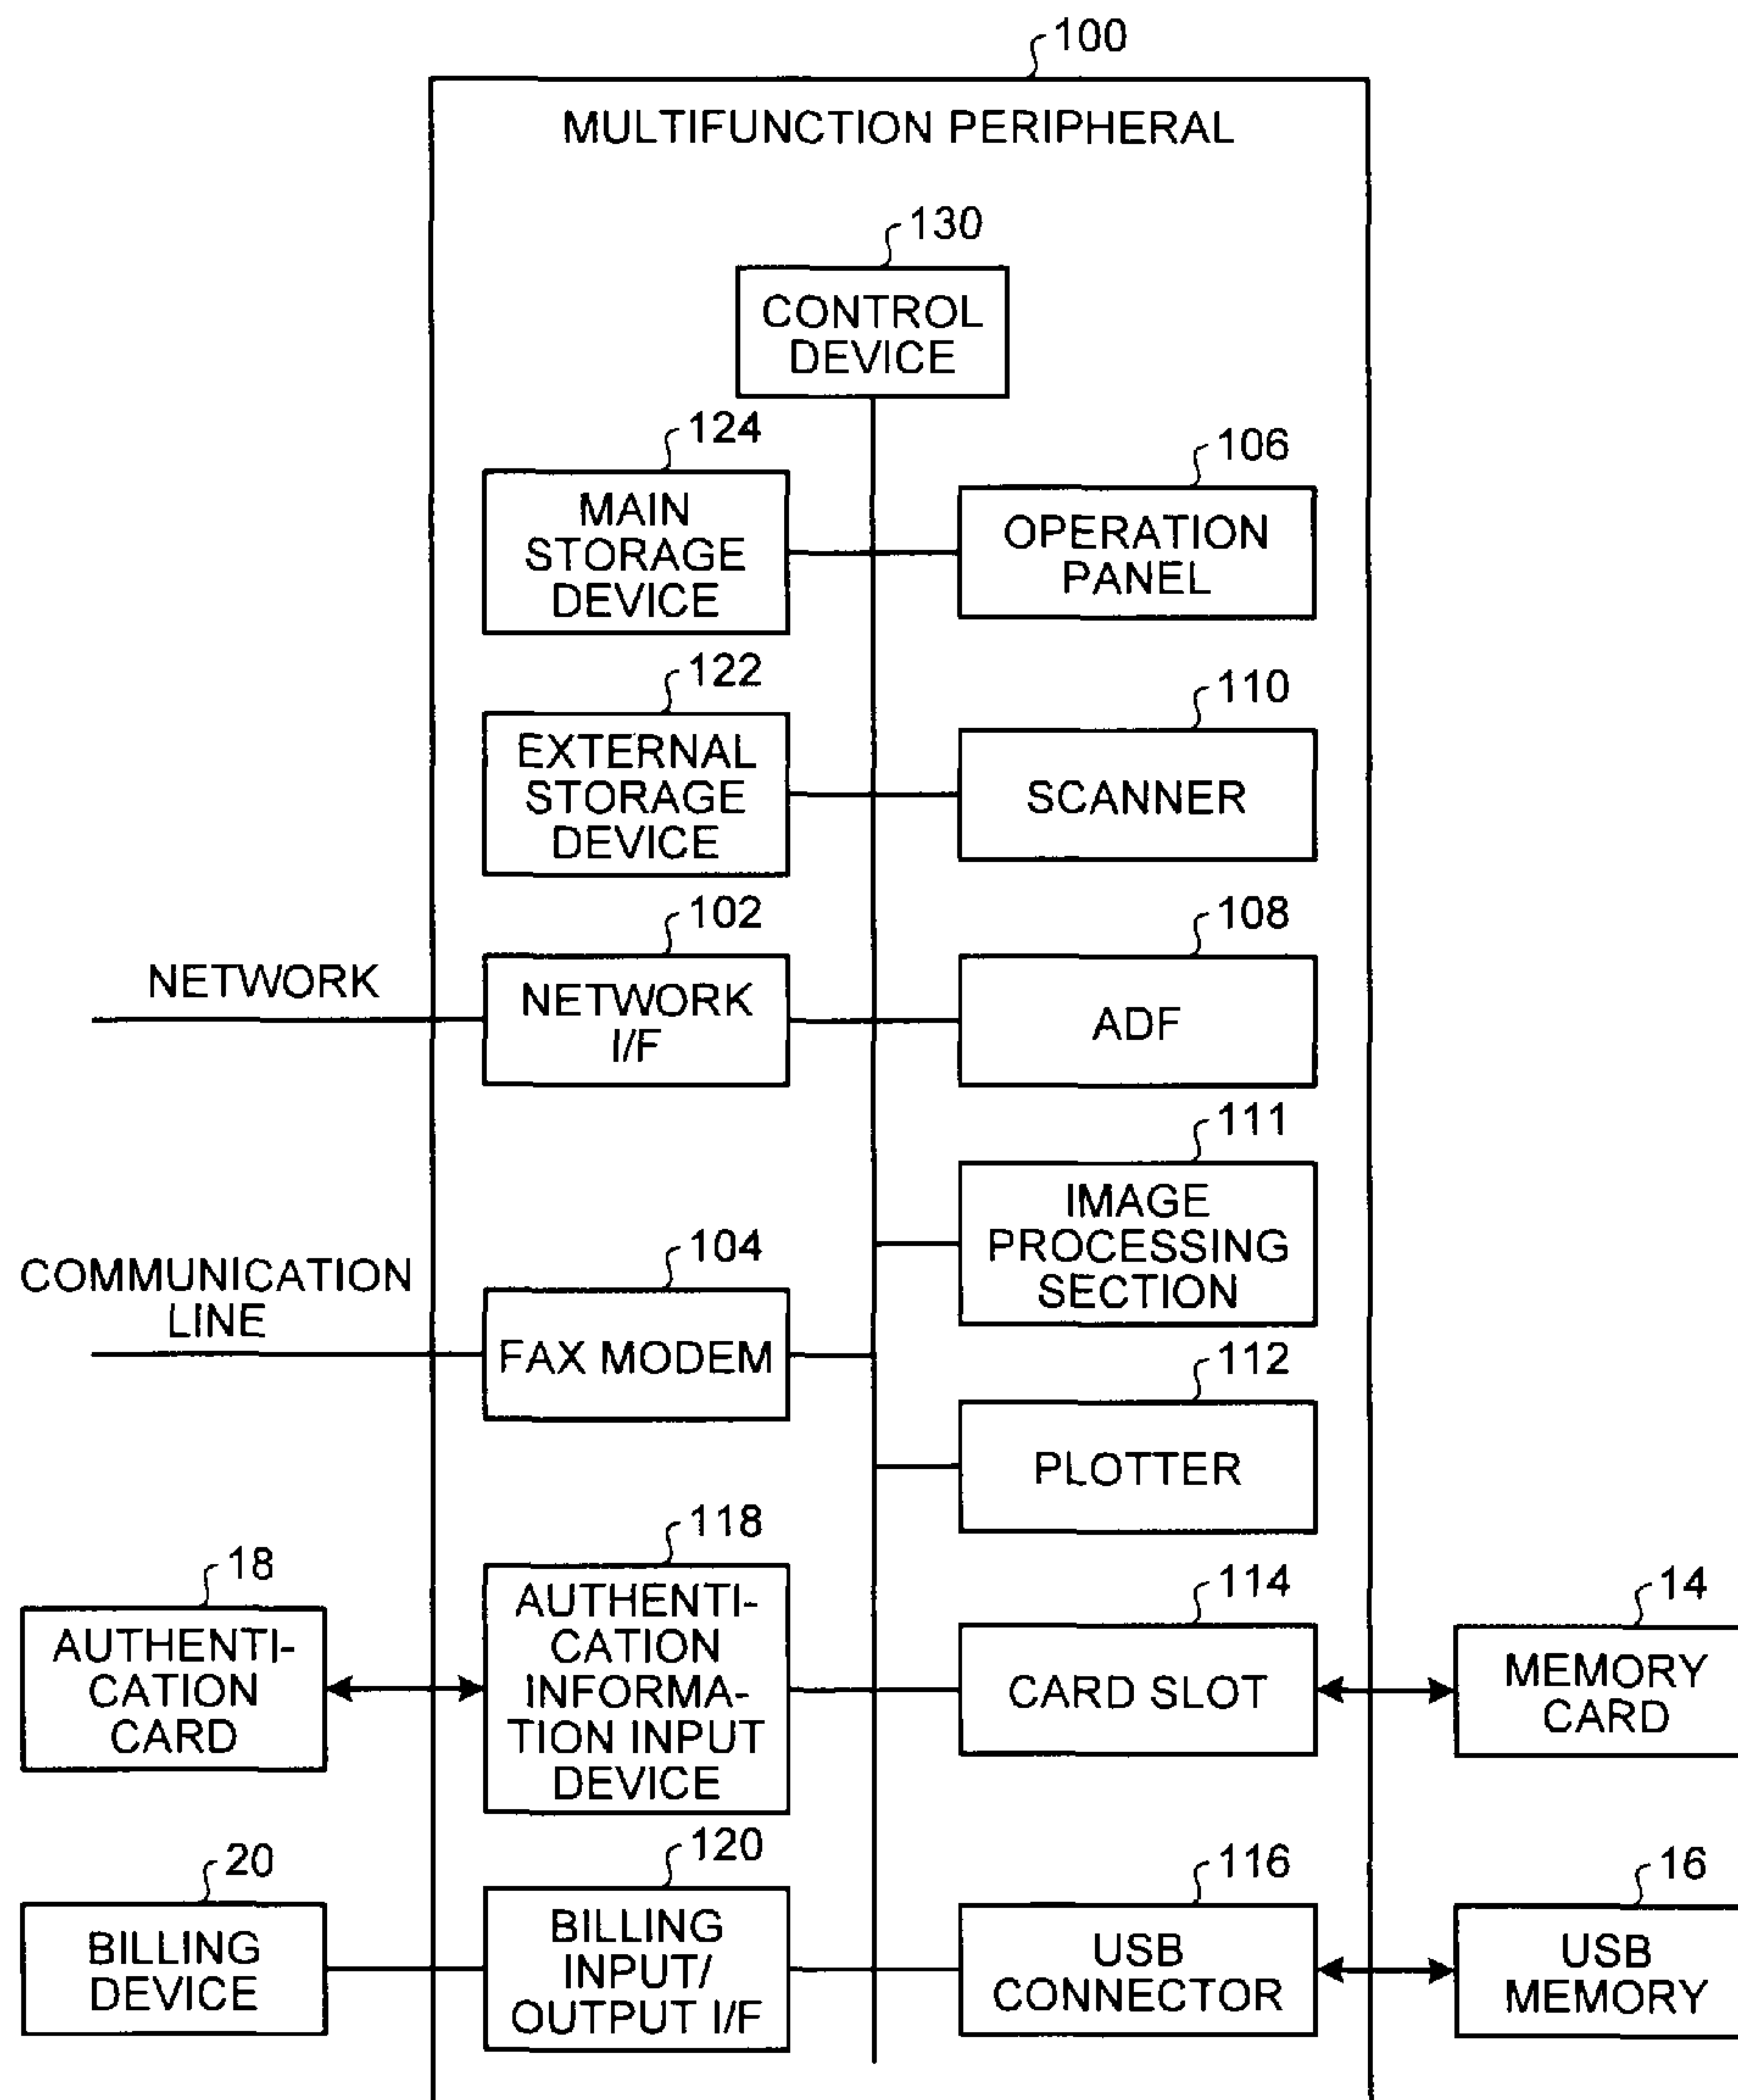 100
MULTIFUNCTION PERIPHERAL
130
CONTROL
DEVICE
124
MAIN
STORAGE
DEVICE
106
OPERATION
PANEL
122
EXTERNAL
STORAGE
DEVICE
110
SCANNER
NETWORK
102
NETWORK
I/F
108
ADF
111
IMAGE
PROCESSING
SECTION
COMMUNICATION
LINE
104
FAX MODEM
112
PLOTTER
18
AUTHENTI-
CATION
CARD
118
AUTHENTI-
CATION
INFORMA-
TION INPUT
DEVICE
114
CARD SLOT
14
MEMORY
CARD
20
BILLING
DEVICE
120
BILLING
INPUT/
OUTPUT I/F
116
USB
CONNECTOR
16
USB
MEMORY